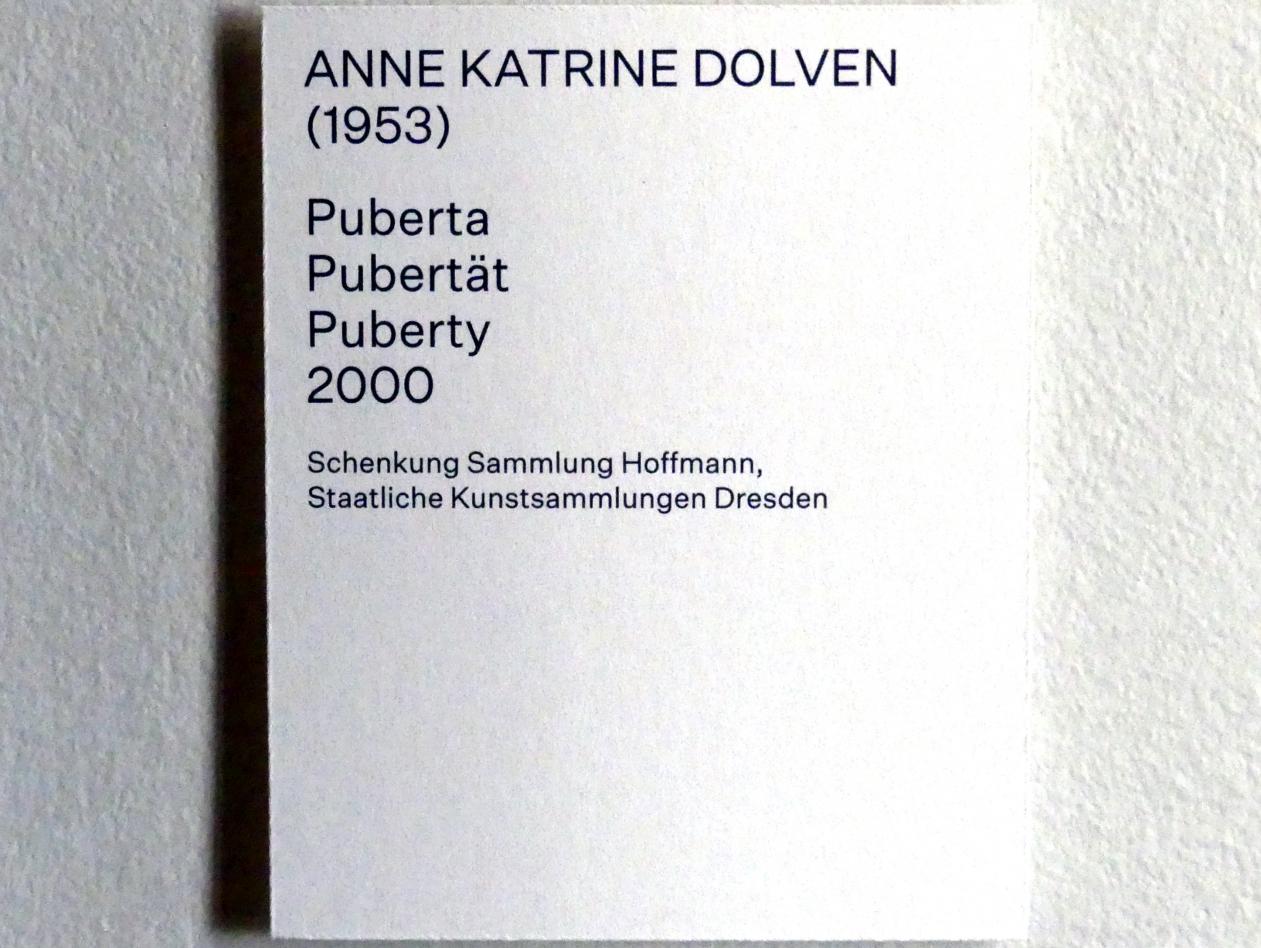 ANNE KATRINE DOLVEN
(1953)
Puberta
Pubertät
Puberty
2000
Schenkung Sammlung Hoffmann,
Staatliche Kunstsammlungen Dresden